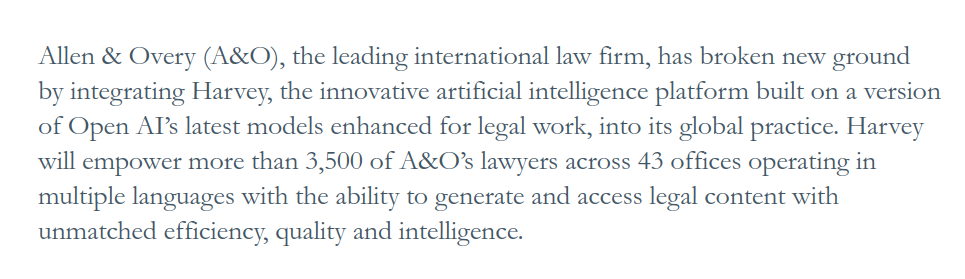 Allen & Overy (A&O), the leading international law firm, has broken new ground
by integrating Harvey, the innovative artificial intelligence platform built on a version
of Open AI's latest models enhanced for legal work, into its global practice. Harvey
will empower more than 3,500 of A&O's lawyers across 43 offices operating in
multiple languages with the ability to generate and access legal content with
unmatched efficiency, quality and intelligence.